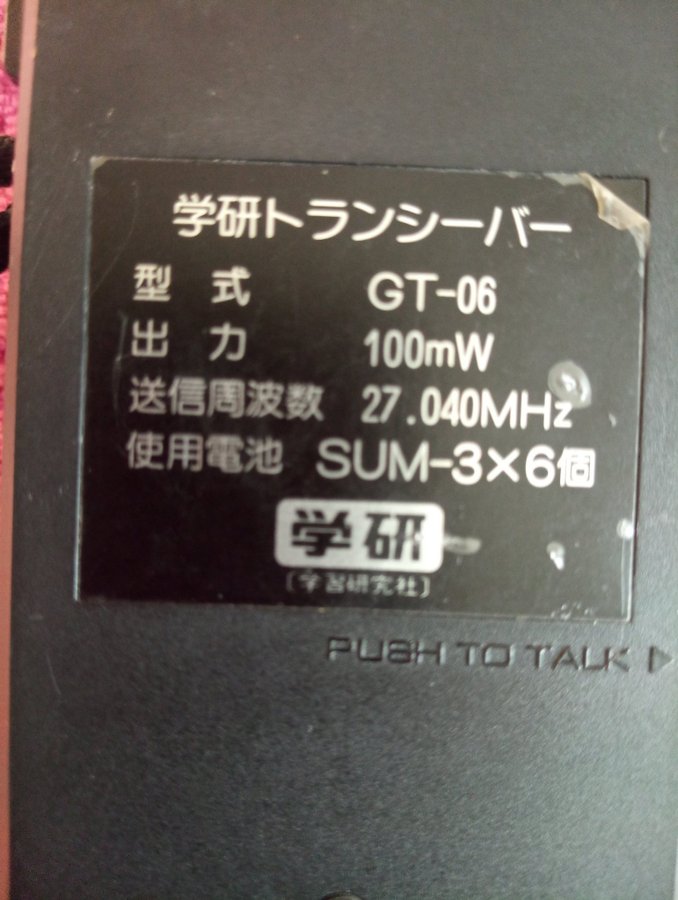 学研トランシーバー
型 式 GT-06
出 力 100mW
送信周波数 27.040MHz
使用電池 SUM-3×6個
学研
〔学習研究社〕
PUSH TO TALK